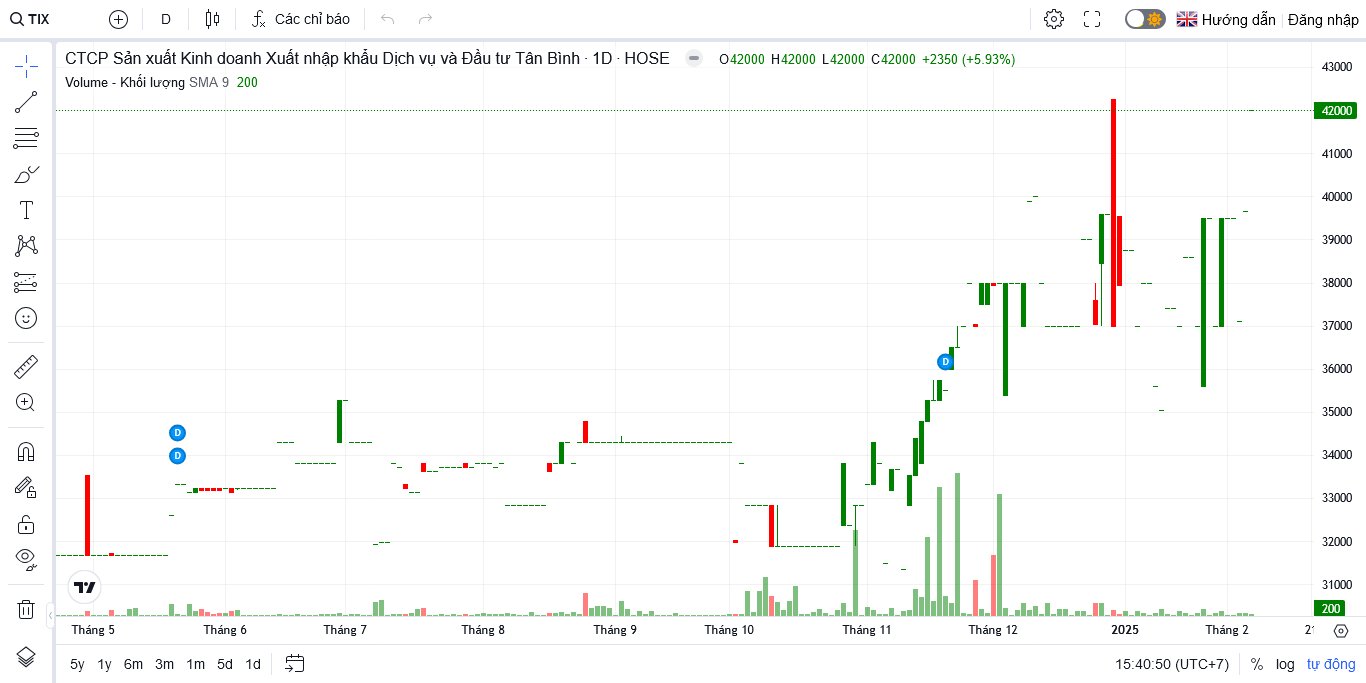 TIX D Các chỉ báo Hướng dẫn Đăng nhập
CTCP Sản xuất Kinh doanh Xuất nhập khẩu Dịch vụ và Đầu tư Tân Bình · 1D · HOSE O42000 H42000 L42000 C42000 +2350 (+5.93%)
Volume - Khối lượng SMA 9 200
43000
42000
41000
40000
39000
38000
37000
36000
35000
34000
33000
32000
31000
200
D
D
D
Tháng 5 Tháng 6 Tháng 7 Tháng 8 Tháng 9 Tháng 10 Tháng 11 Tháng 12 2025 Tháng 2
5y 1y 6m 3m 1m 5d 1d 15:40:50 (UTC+7) % log tự động